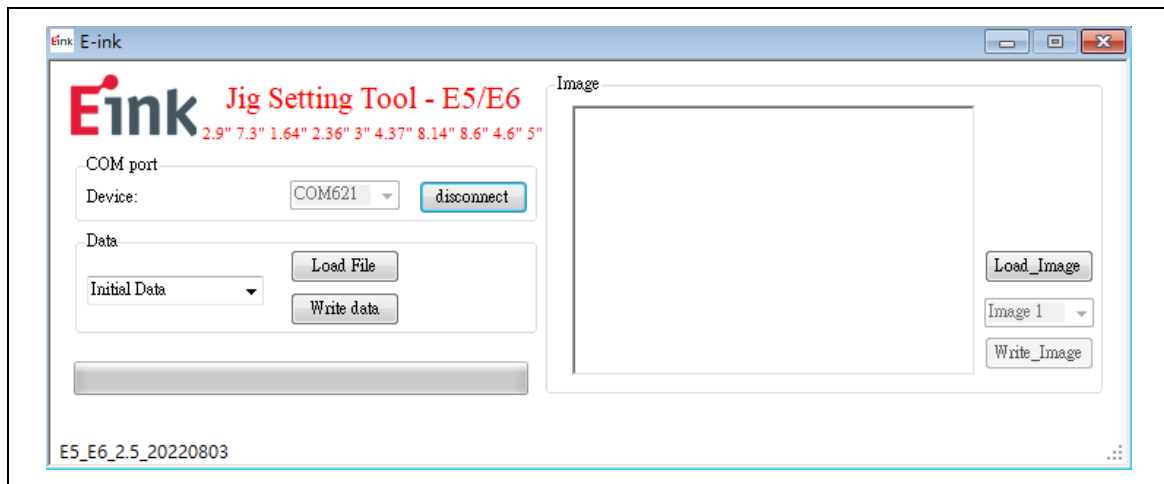 Eink E-ink
Eink
Jig Setting Tool - E5/E6
2.9" 7.3" 1.64" 2.36" 3" 4.37" 8.14" 8.6" 4.6" 5"
COM port
Device:
COM621
disconnect
Data
Initial Data
Load File
Write data
Image
Load_Image
Image 1
Write_Image
E5_E6_2.5_20220803